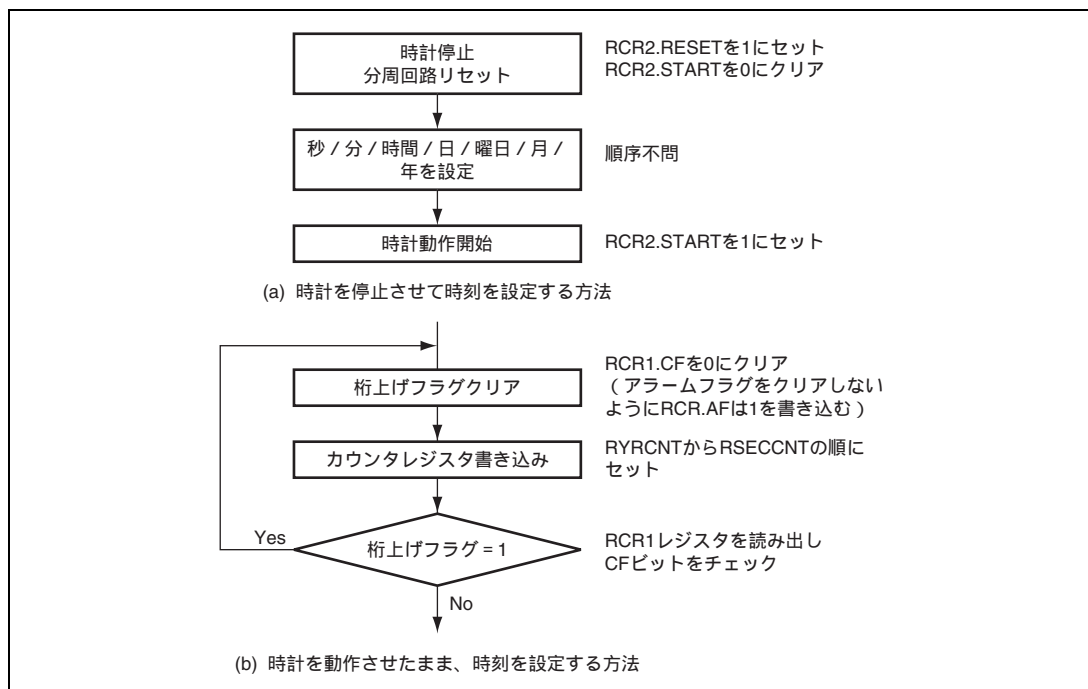 時計停止
分周回路リセット
RCR2.RESETを1にセット
RCR2.STARTを0にクリア
秒 / 分 / 時間 / 日 / 曜日 / 月 /
年を設定
順序不問
時計動作開始
RCR2.STARTを1にセット
(a) 時計を停止させて時刻を設定する方法
桁上げフラグクリア
RCR1.CFを0にクリア
（アラームフラグをクリアしない
ようにRCR.AFは1を書き込む）
カウンタレジスタ書き込み
RYRCNTからRSECCNTの順に
セット
Yes
桁上げフラグ = 1
RCR1レジスタを読み出し
CFビットをチェック
No
(b) 時計を動作させたまま、時刻を設定する方法